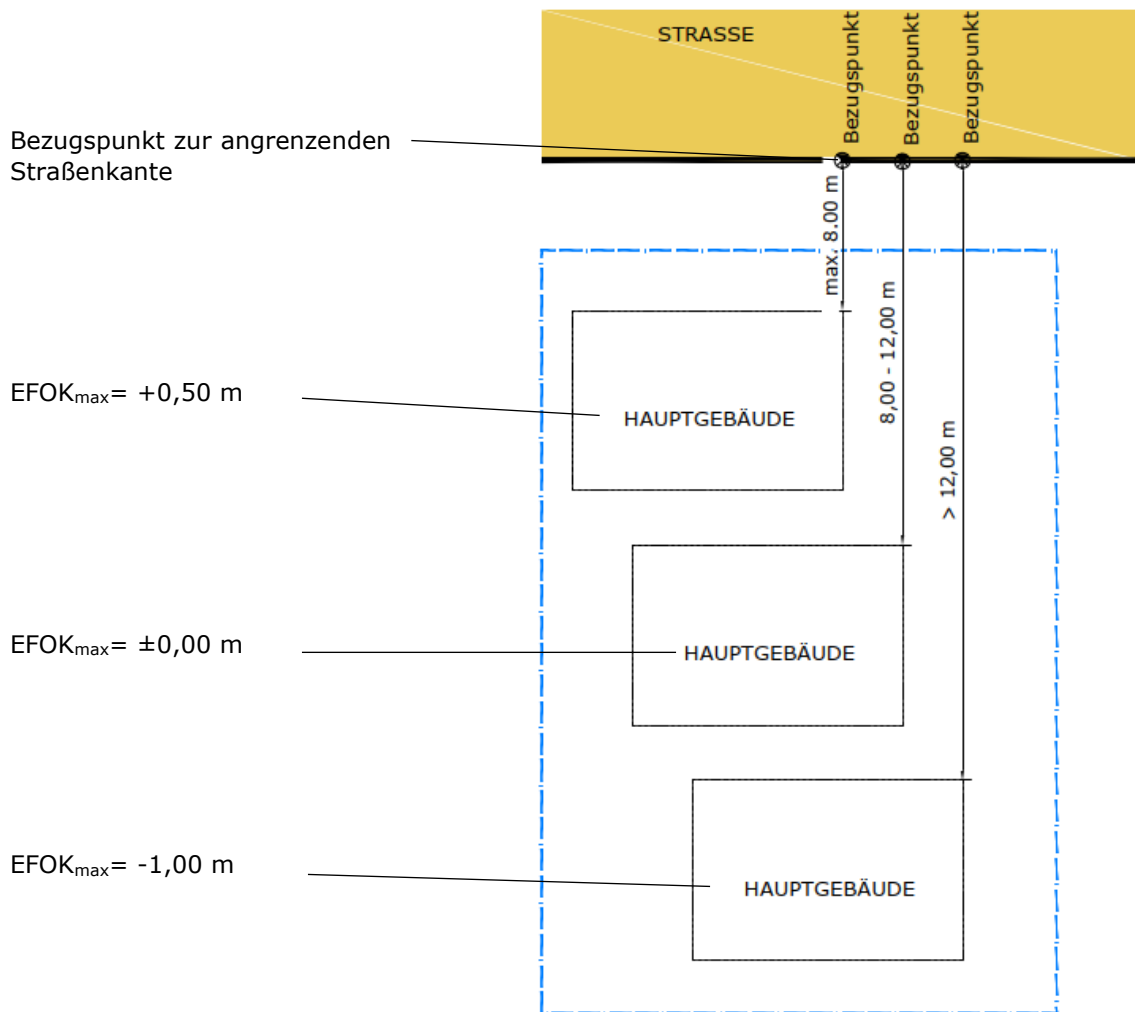 STRASSE
Bezugspunkt
Bezugspunkt
Bezugspunkt
Bezugspunkt zur angrenzenden
Straßenkante
max. 8.00 m
8,00 - 12,00 m
> 12,00 m
EFOKmax= +0,50 m
HAUPTGEBÄUDE
EFOKmax= ±0,00 m
HAUPTGEBÄUDE
EFOKmax= -1,00 m
HAUPTGEBÄUDE